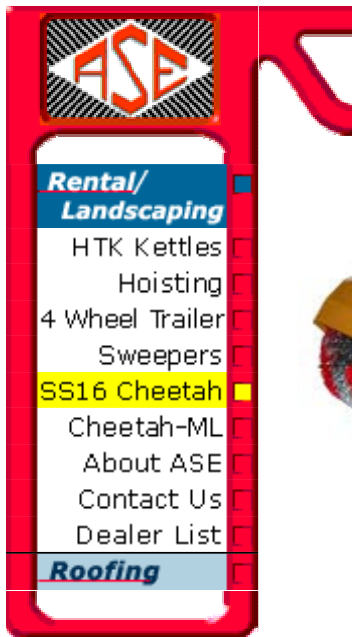 ASE
Rental/
Landscaping
HTK Kettles
Hoisting
4 Wheel Trailer
Sweepers
SS16 Cheetah
Cheetah-ML
About ASE
Contact Us
Dealer List
Roofing